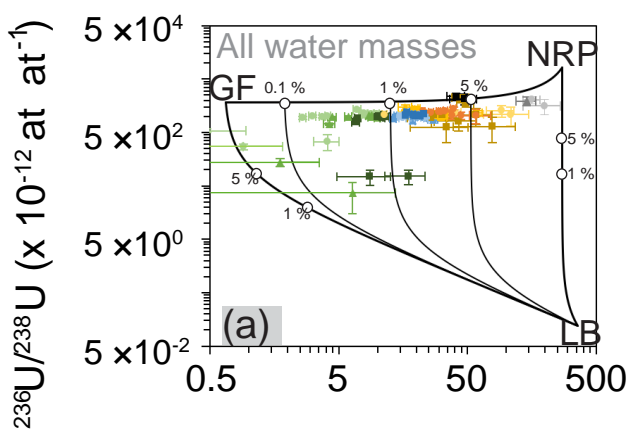 All water masses
NRP
GF
0.1 %
1 %
5 %
5 %
1 %
5 %
1 %
LB
(a)
5 ×10⁴
5 ×10²
5 ×10⁰
5 ×10⁻²
0.5
5
50
500
²³⁶U/²³⁸U (x 10⁻¹² at at⁻¹)